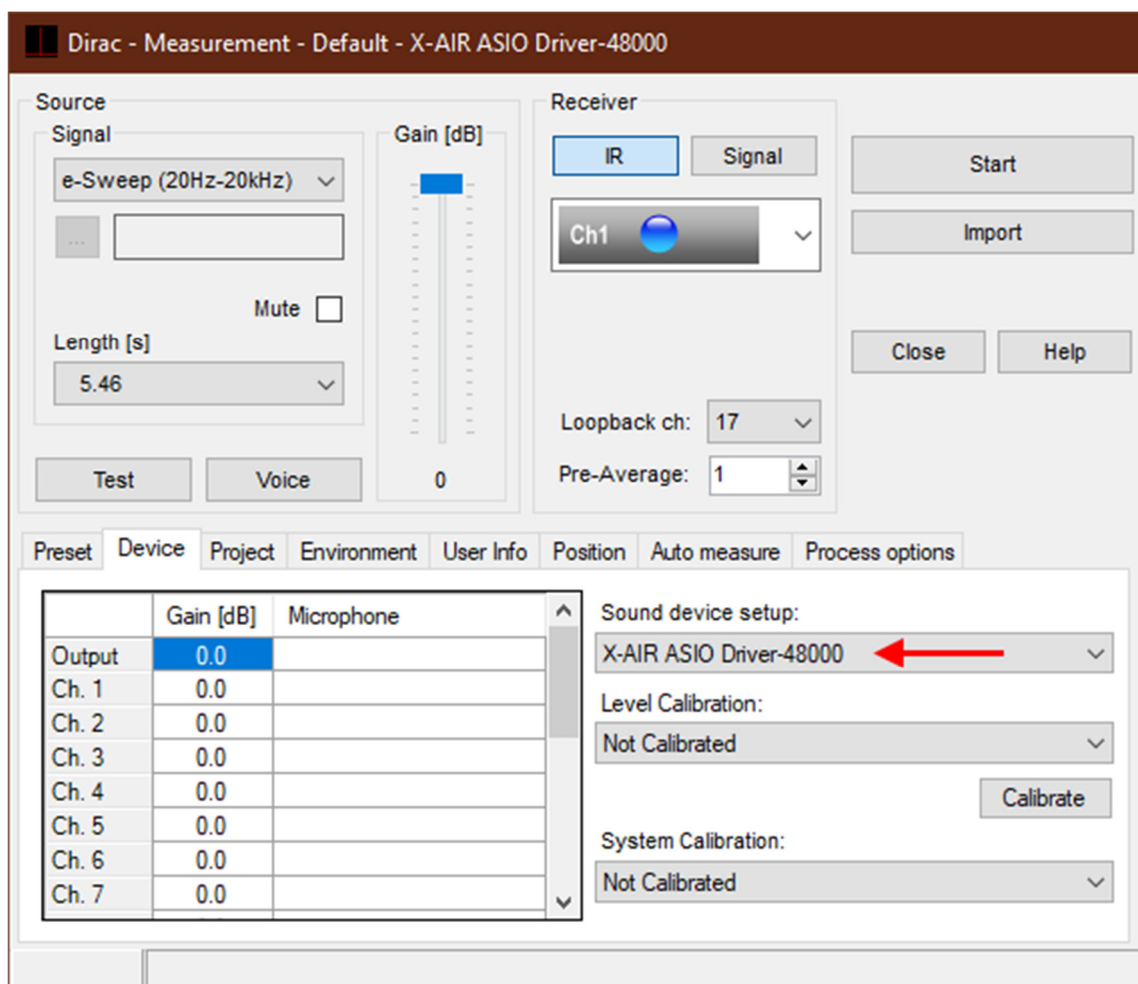 Dirac - Measurement - Default - X-AIR ASIO Driver-48000
Source
Signal
e-Sweep (20Hz-20kHz)
...
Mute
Length [s]
5.46
Test
Voice
Gain [dB]
0
Receiver
IR
Signal
Ch1
Loopback ch: 17
Pre-Average: 1
Start
Import
Close
Help
Preset Device Project Environment User Info Position Auto measure Process options
Gain [dB] Microphone
Output 0.0
Ch. 1 0.0
Ch. 2 0.0
Ch. 3 0.0
Ch. 4 0.0
Ch. 5 0.0
Ch. 6 0.0
Ch. 7 0.0
Sound device setup:
X-AIR ASIO Driver-48000
Level Calibration:
Not Calibrated
Calibrate
System Calibration:
Not Calibrated